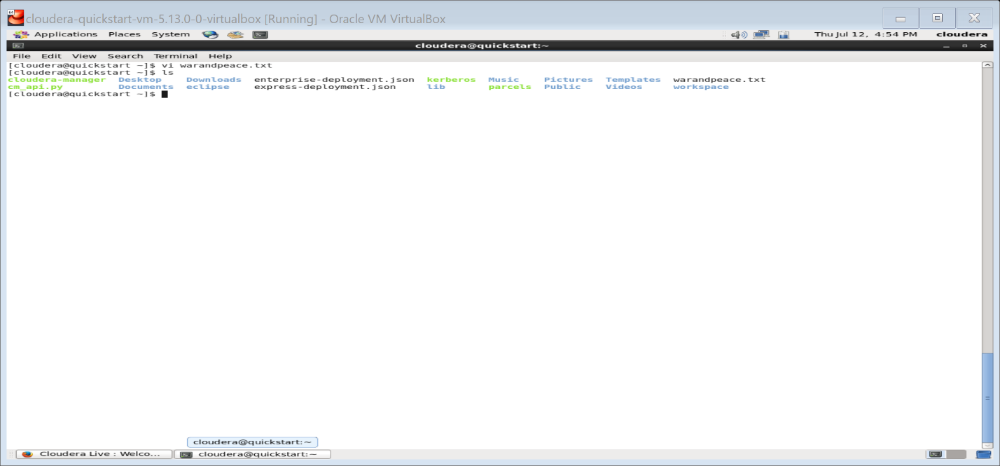 cloudera-quickstart-vm-5.13.0-0-virtualbox [Running] - Oracle VM VirtualBox
Applications Places System Thu Jul 12, 4:54 PM cloudera
cloudera@quickstart:~
File Edit View Search Terminal Help
[cloudera@quickstart ~]$ vi warandpeace.txt
[cloudera@quickstart ~]$ ls
cloudera-manager Desktop Downloads enterprise-deployment.json kerberos Music Pictures Templates warandpeace.txt
cm_api.py Documents eclipse express-deployment.json lib parcels Public Videos workspace
[cloudera@quickstart ~]$
cloudera@quickstart:~
Cloudera Live : Welco... cloudera@quickstart:~